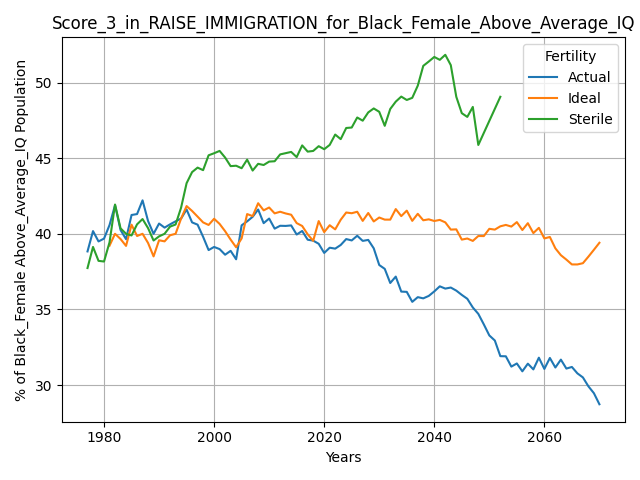 Score_3_in_RAISE_IMMIGRATION_for_Black_Female_Above_Average_IQ
% of Black_Female Above_Average_IQ Population
50
45
40
35
30
Fertility
Actual
Ideal
Sterile
1980 2000 2020 2040 2060
Years